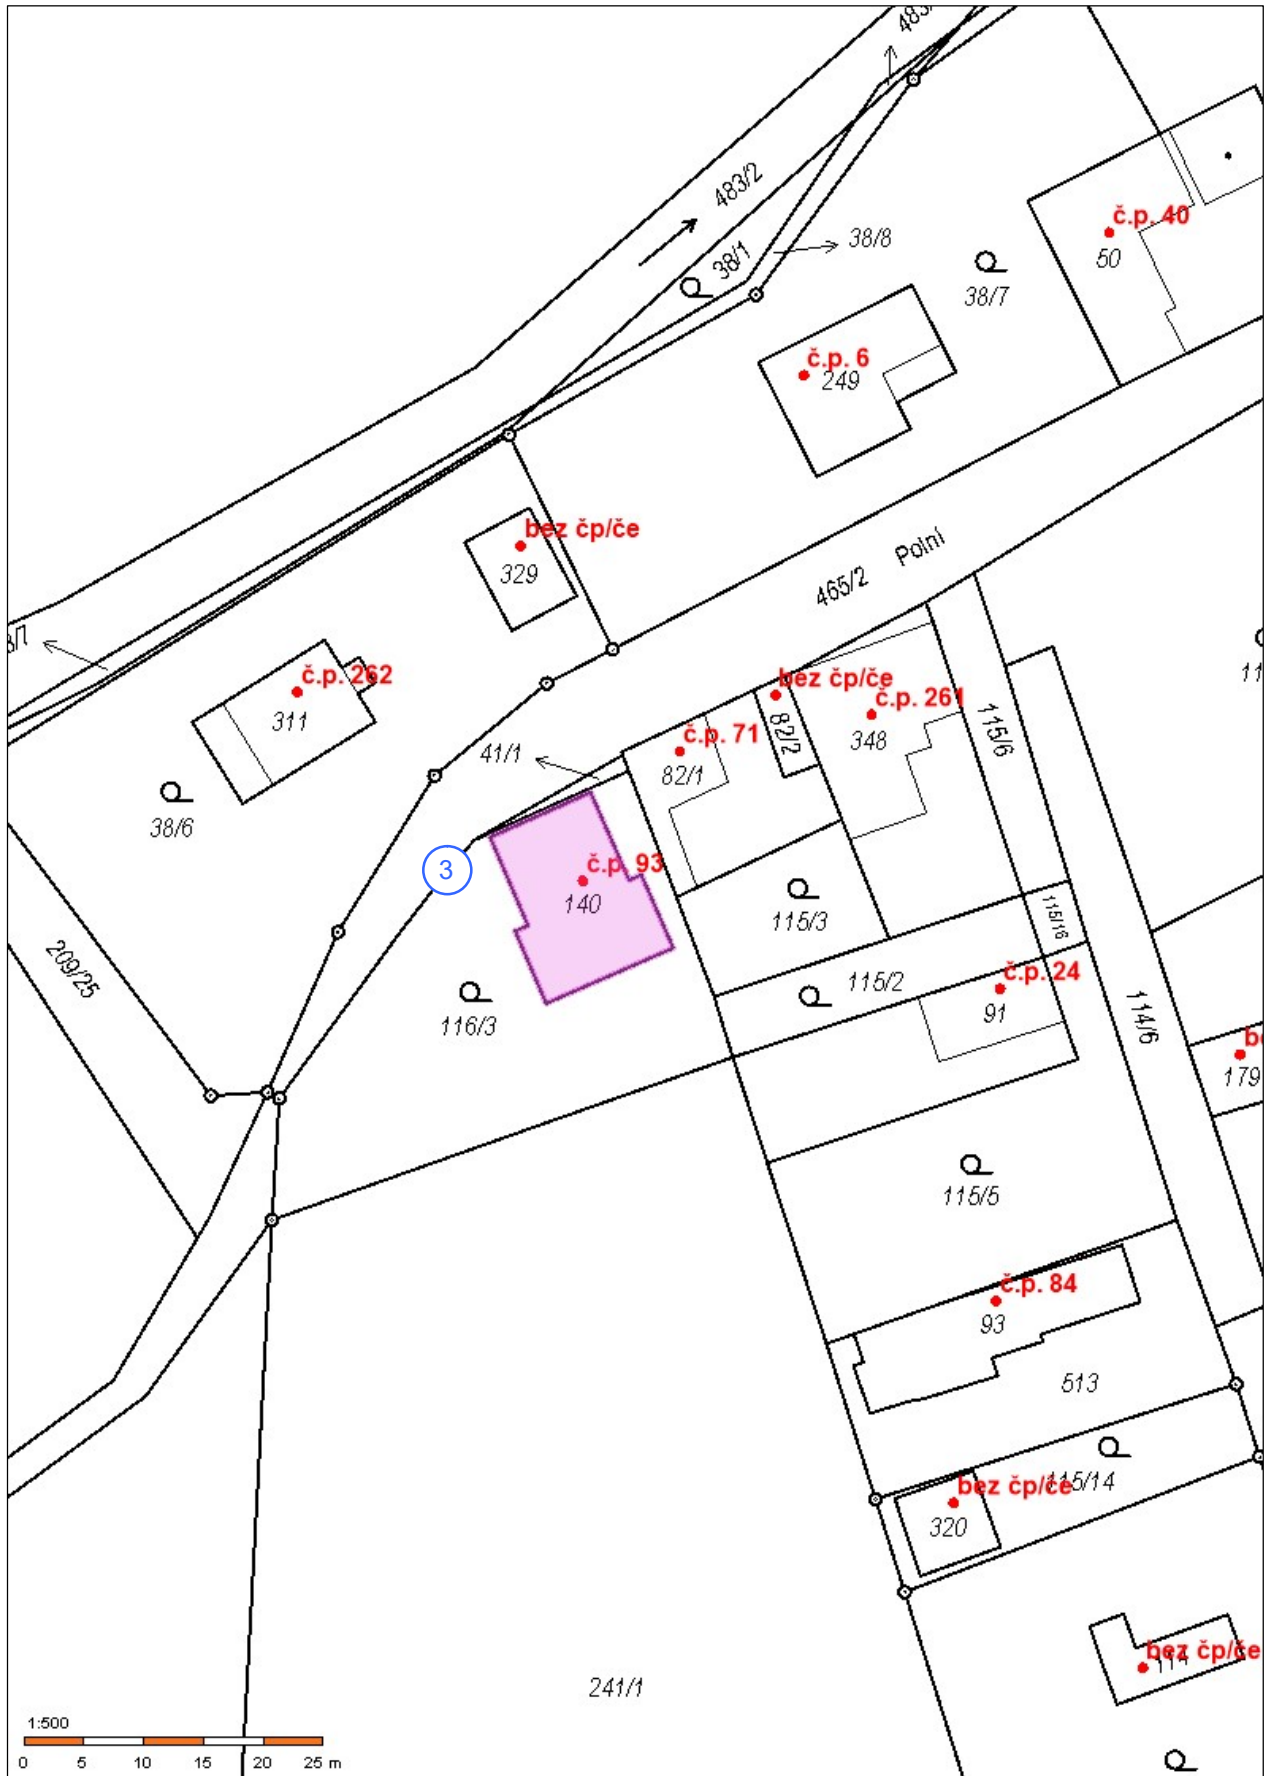 483/2
38/1
38/8
38/7
č.p. 40
50
č.p. 6
249
bez čp/če
329
465/2 Polní
č.p. 262
311
38/6
41/1
č.p. 71
82/1
bez čp/če
82/2
č.p. 261
348
115/6
3
č.p. 93
140
115/3
115/16
115/2
č.p. 24
91
116/3
209/25
114/6
179
115/5
č.p. 84
93
513
115/14
bez čp/če
320
bez čp/če
114
241/1
1:500
0 5 10 15 20 25 m